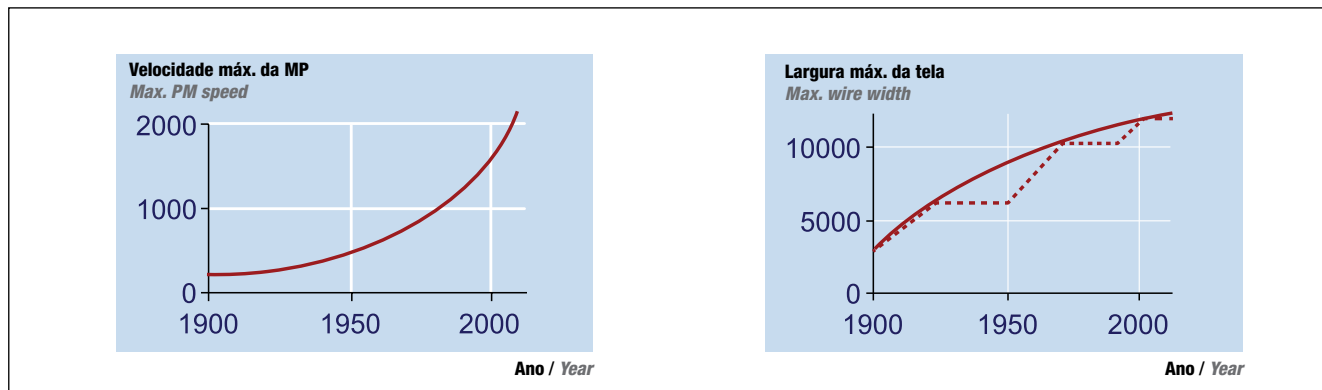 Velocidade máx. da MP
Max. PM speed
2000
1000
0
1900 1950 2000
Ano / Year
Largura máx. da tela
Max. wire width
10000
5000
0
1900 1950 2000
Ano / Year